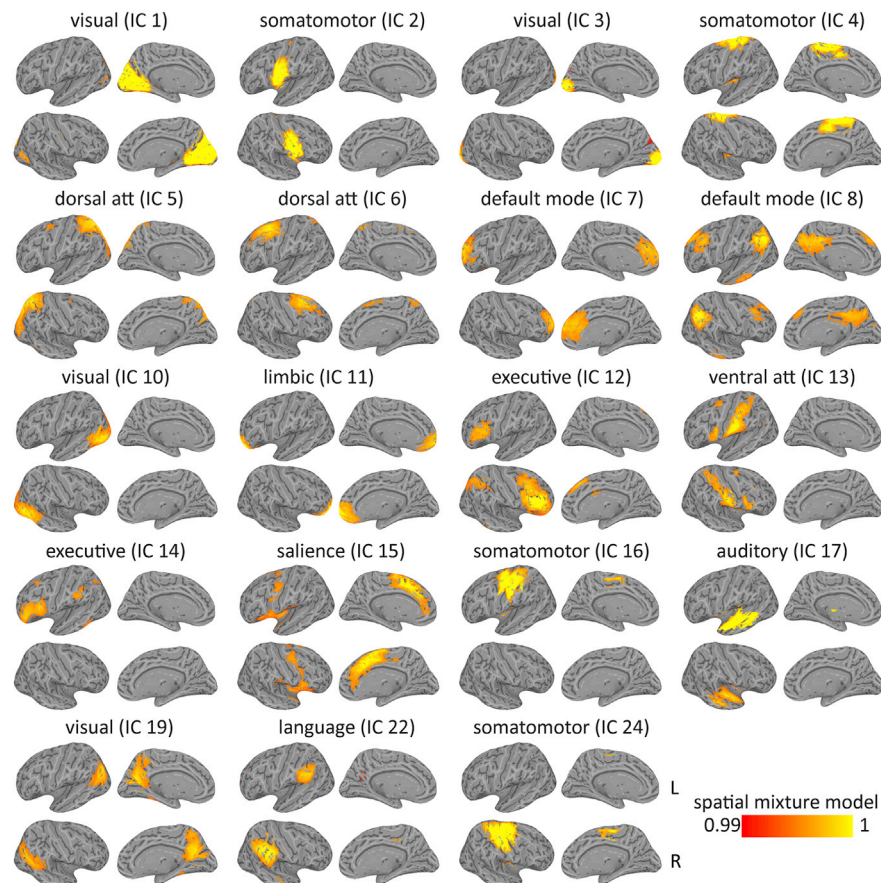 visual (IC 1)
somatomotor (IC 2)
visual (IC 3)
somatomotor (IC 4)
dorsal att (IC 5)
dorsal att (IC 6)
default mode (IC 7)
default mode (IC 8)
visual (IC 10)
limbic (IC 11)
executive (IC 12)
ventral att (IC 13)
executive (IC 14)
salience (IC 15)
somatomotor (IC 16)
auditory (IC 17)
visual (IC 19)
language (IC 22)
somatomotor (IC 24)
L
spatial mixture model
0.99 1
R